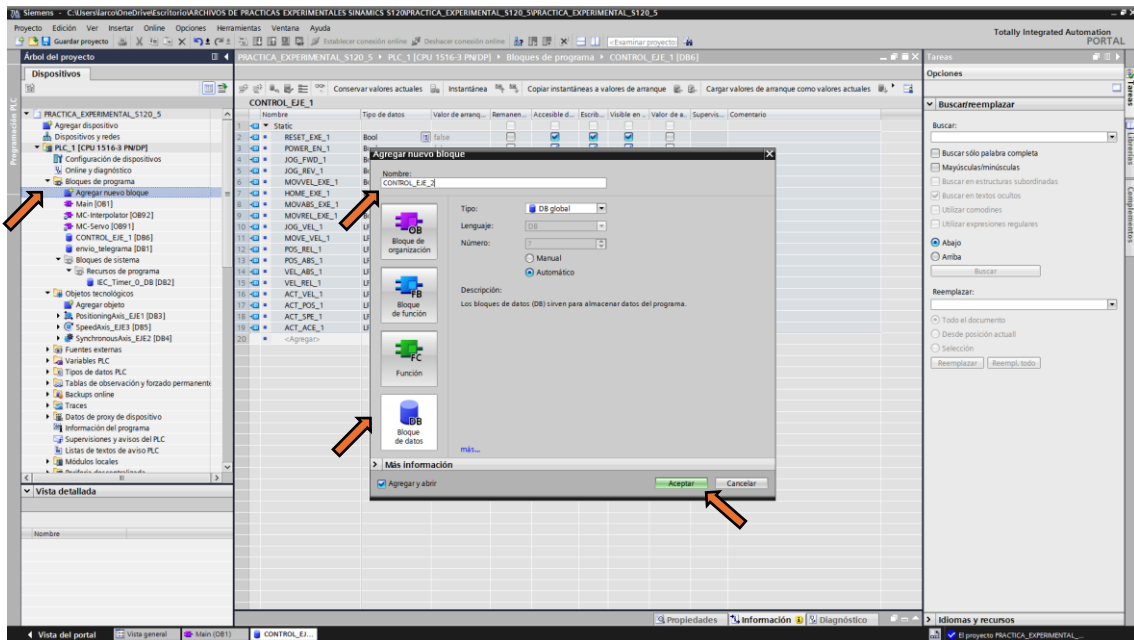 Siemens - C:\Users\larco\OneDrive\Escritorio\ARCHIVOS DE PRACTICAS EXPERIMENTALES SINAMICS S120\PRACTICA_EXPERIMENTAL_S120_5\PRACTICA_EXPERIMENTAL_S120_5
Proyecto Edición Ver Insertar Online Opciones Herramientas Ventana Ayuda
Guardar proyecto Establecer conexión online Deshacer conexión online <Examinar proyecto>
Totally Integrated Automation
PORTAL
Árbol del proyecto
Dispositivos
Programación PLC
PRACTICA_EXPERIMENTAL_S120_5
Agregar dispositivo
Dispositivos y redes
PLC_1 [CPU 1516-3 PN/DP]
Configuración de dispositivos
Online y diagnóstico
Bloques de programa
Agregar nuevo bloque
Main [OB1]
MC-Interpolator [OB92]
MC-Servo [OB91]
CONTROL_EJE_1 [DB6]
envio_telegrama [DB1]
Bloques de sistema
Recursos de programa
IEC_Timer_0_DB [DB2]
Objetos tecnológicos
Agregar objeto
PositioningAxis_EJE1 [DB3]
SpeedAxis_EJE3 [DB5]
SynchronousAxis_EJE2 [DB4]
Fuentes externas
Variables PLC
Tipos de datos PLC
Tablas de observación y forzado permanente
Backups online
Traces
Datos de proxy de dispositivo
Información del programa
Supervisiones y avisos del PLC
Listas de textos de aviso PLC
Módulos locales
Vista detallada
Nombre
PRACTICA_EXPERIMENTAL_S120_5 PLC_1 [CPU 1516-3 PN/DP] Bloques de programa CONTROL_EJE_1 [DB6]
Conservar valores actuales Instantánea Copiar instantáneas a valores de arranque Cargar valores de arranque como valores actuales
CONTROL_EJE_1
Nombre Tipo de datos Valor de arranq... Remanen... Accesible d... Escrib... Visible en .. Valor de a.. Supervis... Comentario
1 Static
2 RESET_EXE_1 Bool false
3 POWER_EN_1
4 JOG_FWD_1
5 JOG_REV_1
6 MOVVEL_EXE_1
7 HOME_EXE_1
8 MOVABS_EXE_1
9 MOVREL_EXE_1
10 JOG_VEL_1
11 MOVE_VEL_1
12 POS_REL_1
13 POS_ABS_1
14 VEL_ABS_1
15 VEL_REL_1
16 ACT_VEL_1
17 ACT_POS_1
18 ACT_SPE_1
19 ACT_ACE_1
20 <Agregar>
Agregar nuevo bloque
Nombre:
CONTROL_EJE_2
OB
Bloque de
organización
FB
Bloque
de función
FC
Función
DB
Bloque
de datos
Tipo: DB global
Lenguaje: DB
Número: 7
Manual
Automático
Descripción:
Los bloques de datos (DB) sirven para almacenar datos del programa.
más...
Más información
Agregar y abrir
Aceptar Cancelar
Tareas
Opciones
Buscar/reemplazar
Buscar:
Buscar sólo palabra completa
Mayúsculas/minúsculas
Buscar en estructuras subordinadas
Buscar en textos ocultos
Utilizar comodines
Utilizar expresiones regulares
Abajo
Arriba
Buscar
Reemplazar:
Todo el documento
Desde posición actual
Selección
Reemplazar Reempl. todo
Idiomas y recursos
Tareas
Librerías
Complementos
Propiedades Información Diagnóstico
Vista del portal Vista general Main (OB1) CONTROL_EJ...
El proyecto PRACTICA_EXPERIMENTAL_...